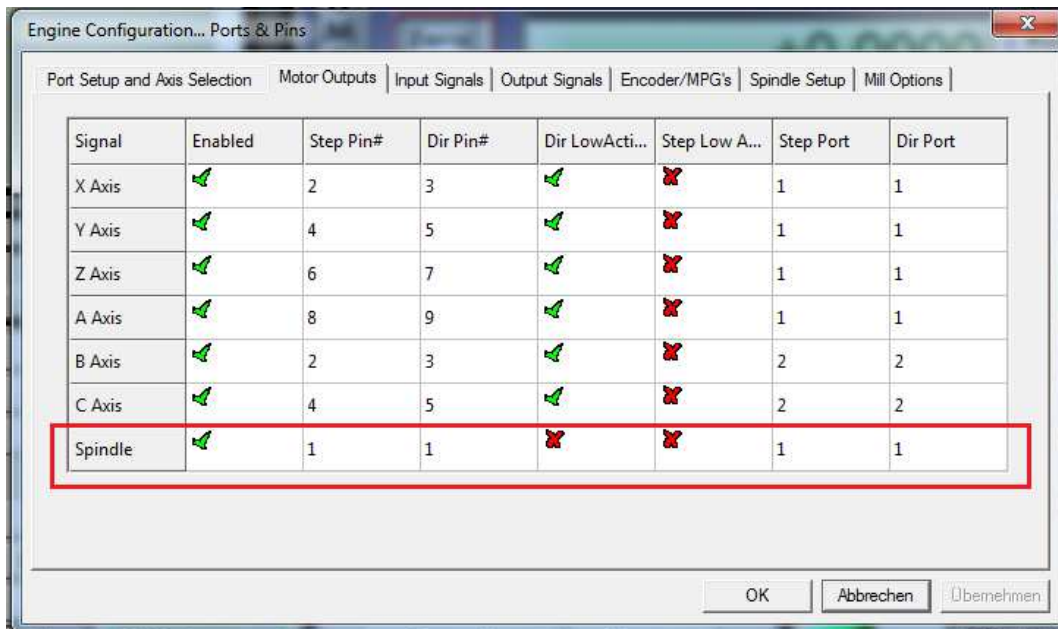 Engine Configuration... Ports & Pins
Port Setup and Axis Selection Motor Outputs Input Signals Output Signals Encoder/MPG's Spindle Setup Mill Options
Signal Enabled Step Pin# Dir Pin# Dir LowActi... Step Low A... Step Port Dir Port
X Axis 2 3 1 1
Y Axis 4 5 1 1
Z Axis 6 7 1 1
A Axis 8 9 1 1
B Axis 2 3 2 2
C Axis 4 5 2 2
Spindle 1 1 1 1
OK Abbrechen Übernehmen